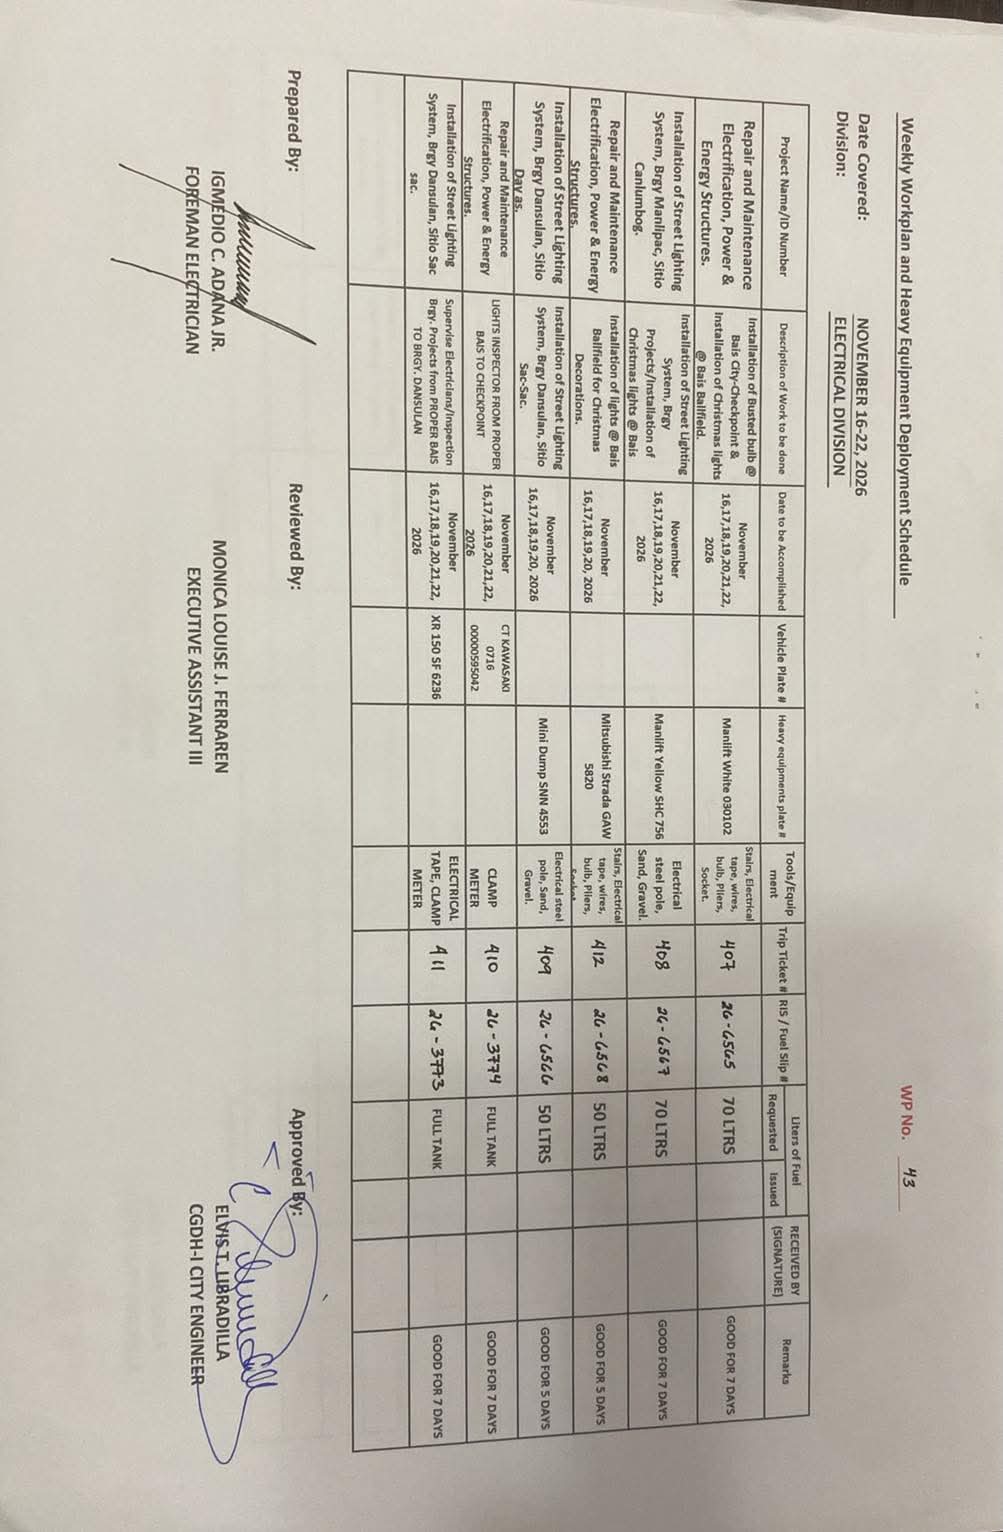 Weekly Workplan and Heavy Equipment Deployment Schedule
WP No. 43
Date Covered: NOVEMBER 16-22, 2026
Division: ELECTRICAL DIVISION
Project Name/ID Number
Description of Work to be done
Date to be Accomplished
Vehicle Plate #
Heavy equipments plate #
Tools/Equip
ment
Trip Ticket #
RIS / Fuel Slip #
Liters of Fuel
Requested
Issued
RECEIVED BY
(SIGNATURE)
Remarks
Repair and Maintenance
Electrification, Power &
Energy Structures.
Installation of Busted bulb @
Bais City-Checkpoint &
Installation of Christmas lights
@ Bais Ballfield.
November
16,17,18,19,20,21,22,
2026
Manlift White 030102
Stairs, Electrical
tape, wires,
bulb, Pliers,
Socket.
407
26-6565
70 LTRS
GOOD FOR 7 DAYS
Installation of Street Lighting
System, Brgy Manlipac, Sitio
Canlumbog.
Installation of Street Lighting
System, Brgy
Projects/Installation of
Christmas lights @ Bais
November
16,17,18,19,20,21,22,
2026
Manlift Yellow SHC 756
Electrical
steel pole,
Sand, Gravel.
408
26-6567
70 LTRS
GOOD FOR 7 DAYS
Repair and Maintenance
Electrification, Power & Energy
Structures.
Installation of lights @ Bais
Ballfield for Christmas
Decorations.
November
16,17,18,19,20, 2026
Mitsubishi Strada GAW
5820
Stairs, Electrical
tape, wires,
bulb, Pliers,
Socket.
412
26-6568
50 LTRS
GOOD FOR 5 DAYS
Installation of Street Lighting
System, Brgy Dansulan, Sitio
Day as.
Installation of Street Lighting
System, Brgy Dansulan, Sitio
Sac-Sac.
November
16,17,18,19,20, 2026
Mini Dump SNN 4553
Electrical steel
pole, Sand,
Gravel.
409
26-6566
50 LTRS
GOOD FOR 5 DAYS
Repair and Maintenance
Electrification, Power & Energy
Structures.
LIGHTS INSPECTOR FROM PROPER
BAIS TO CHECKPOINT
November
16,17,18,19,20,21,22,
2026
CT KAWASAKI
0716
00000595042
CLAMP
METER
410
26-3774
FULL TANK
GOOD FOR 7 DAYS
Installation of Street Lighting
System, Brgy Dansulan, Sitio Sac
sac.
Supervise Electricians/Inspection
Brgy. Projects from PROPER BAIS
TO BRGY. DANSULAN
November
16,17,18,19,20,21,22,
2026
XR 150 SF 6236
ELECTRICAL
TAPE, CLAMP
METER
411
26-3773
FULL TANK
GOOD FOR 7 DAYS
Prepared By:
IGMEDIO C. ADANA JR.
FOREMAN ELECTRICIAN
Reviewed By:
MONICA LOUISE J. FERRAREN
EXECUTIVE ASSISTANT III
Approved By:
ELVIS T. LIBRADILLA
CGDH-I CITY ENGINEER